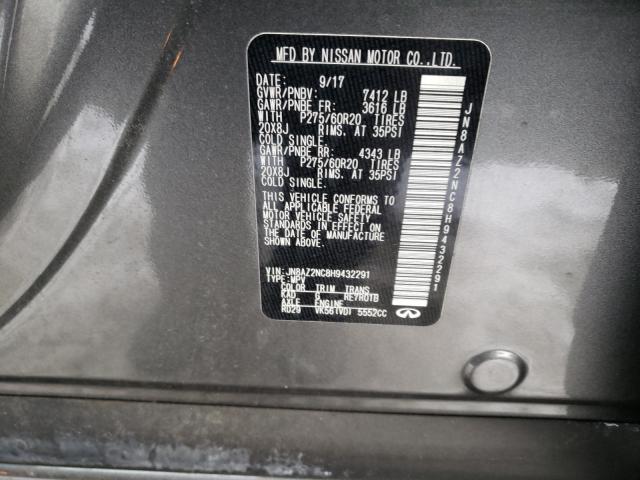 MFD BY NISSAN MOTOR CO.,LTD.
DATE: 9/17
GVWR/PNBV: 7412 LB
GAWR/PNBE FR: 3616 LB
WITH P275/60R20 TIRES
20X8J RIMS. AT 35PSI
COLD SINGLE.
GAWR/PNBE RR: 4343 LB
WITH P275/60R20 TIRES
20X8J RIMS. AT 35PSI
COLD SINGLE.
THIS VEHICLE CONFORMS TO
ALL APPLICABLE FEDERAL
MOTOR VEHICLE SAFETY
STANDARDS IN EFFECT
ON THE DATE OF MANUFACTURE
SHOWN ABOVE.
VIN: JN8AZ2NC8H9432291
TYPE: MPV
COLOR TRIM TRANS
KAD G RE7R01B
AXLE ENGINE
RD29 VK56TVDI 5552CC
JN8AZ2NC8H9432291